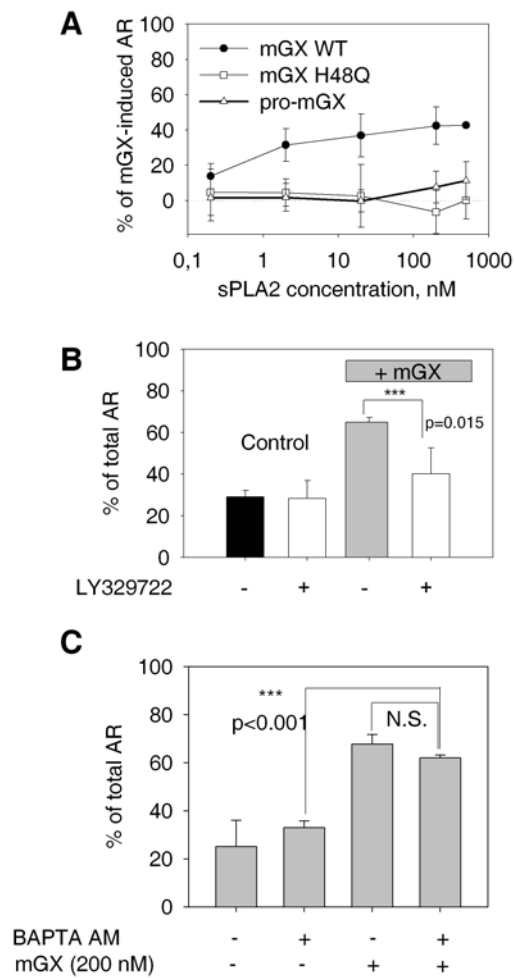 A
% of mGX-induced AR
100
80
60
40
20
0
mGX WT
mGX H48Q
pro-mGX
0,1 1 10 100 1000
sPLA2 concentration, nM
B
% of total AR
100
80
60
40
20
0
+ mGX
***
p=0.015
Control
LY329722 - + - +
C
% of total AR
100
80
60
40
20
0
***
p<0.001
N.S.
BAPTA AM - + - +
mGX (200 nM) - - + +